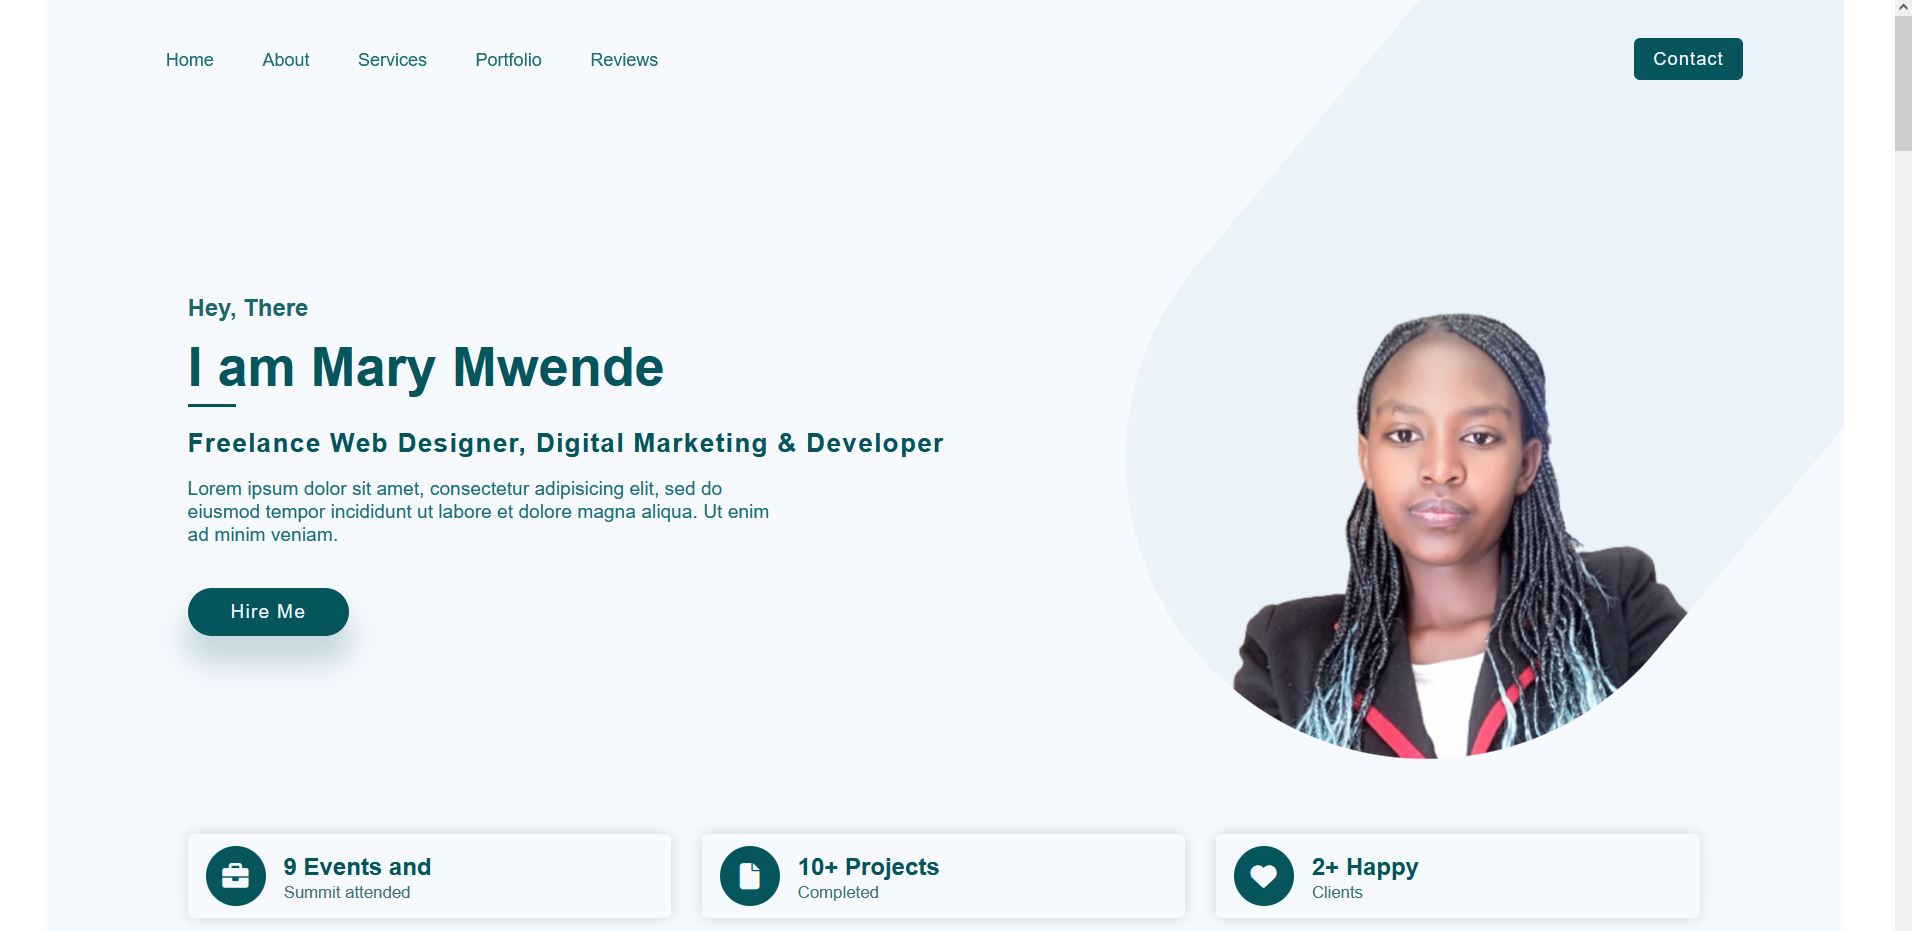 Home About Services Portfolio Reviews Contact
Hey, There
I am Mary Mwende
Freelance Web Designer, Digital Marketing & Developer
Lorem ipsum dolor sit amet, consectetur adipisicing elit, sed do
eiusmod tempor incididunt ut labore et dolore magna aliqua. Ut enim
ad minim veniam.
Hire Me
9 Events and
Summit attended
10+ Projects
Completed
2+ Happy
Clients